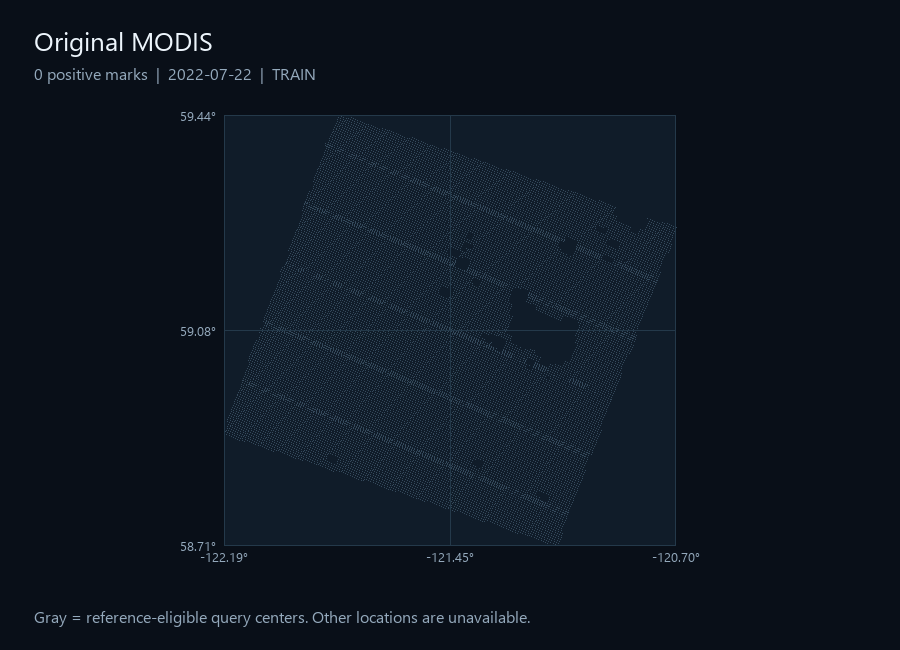 Original MODIS
0 positive marks | 2022-07-22 | TRAIN
59.44°
59.08°
58.71°
-122.19°
-121.45°
-120.70°
Gray = reference-eligible query centers. Other locations are unavailable.